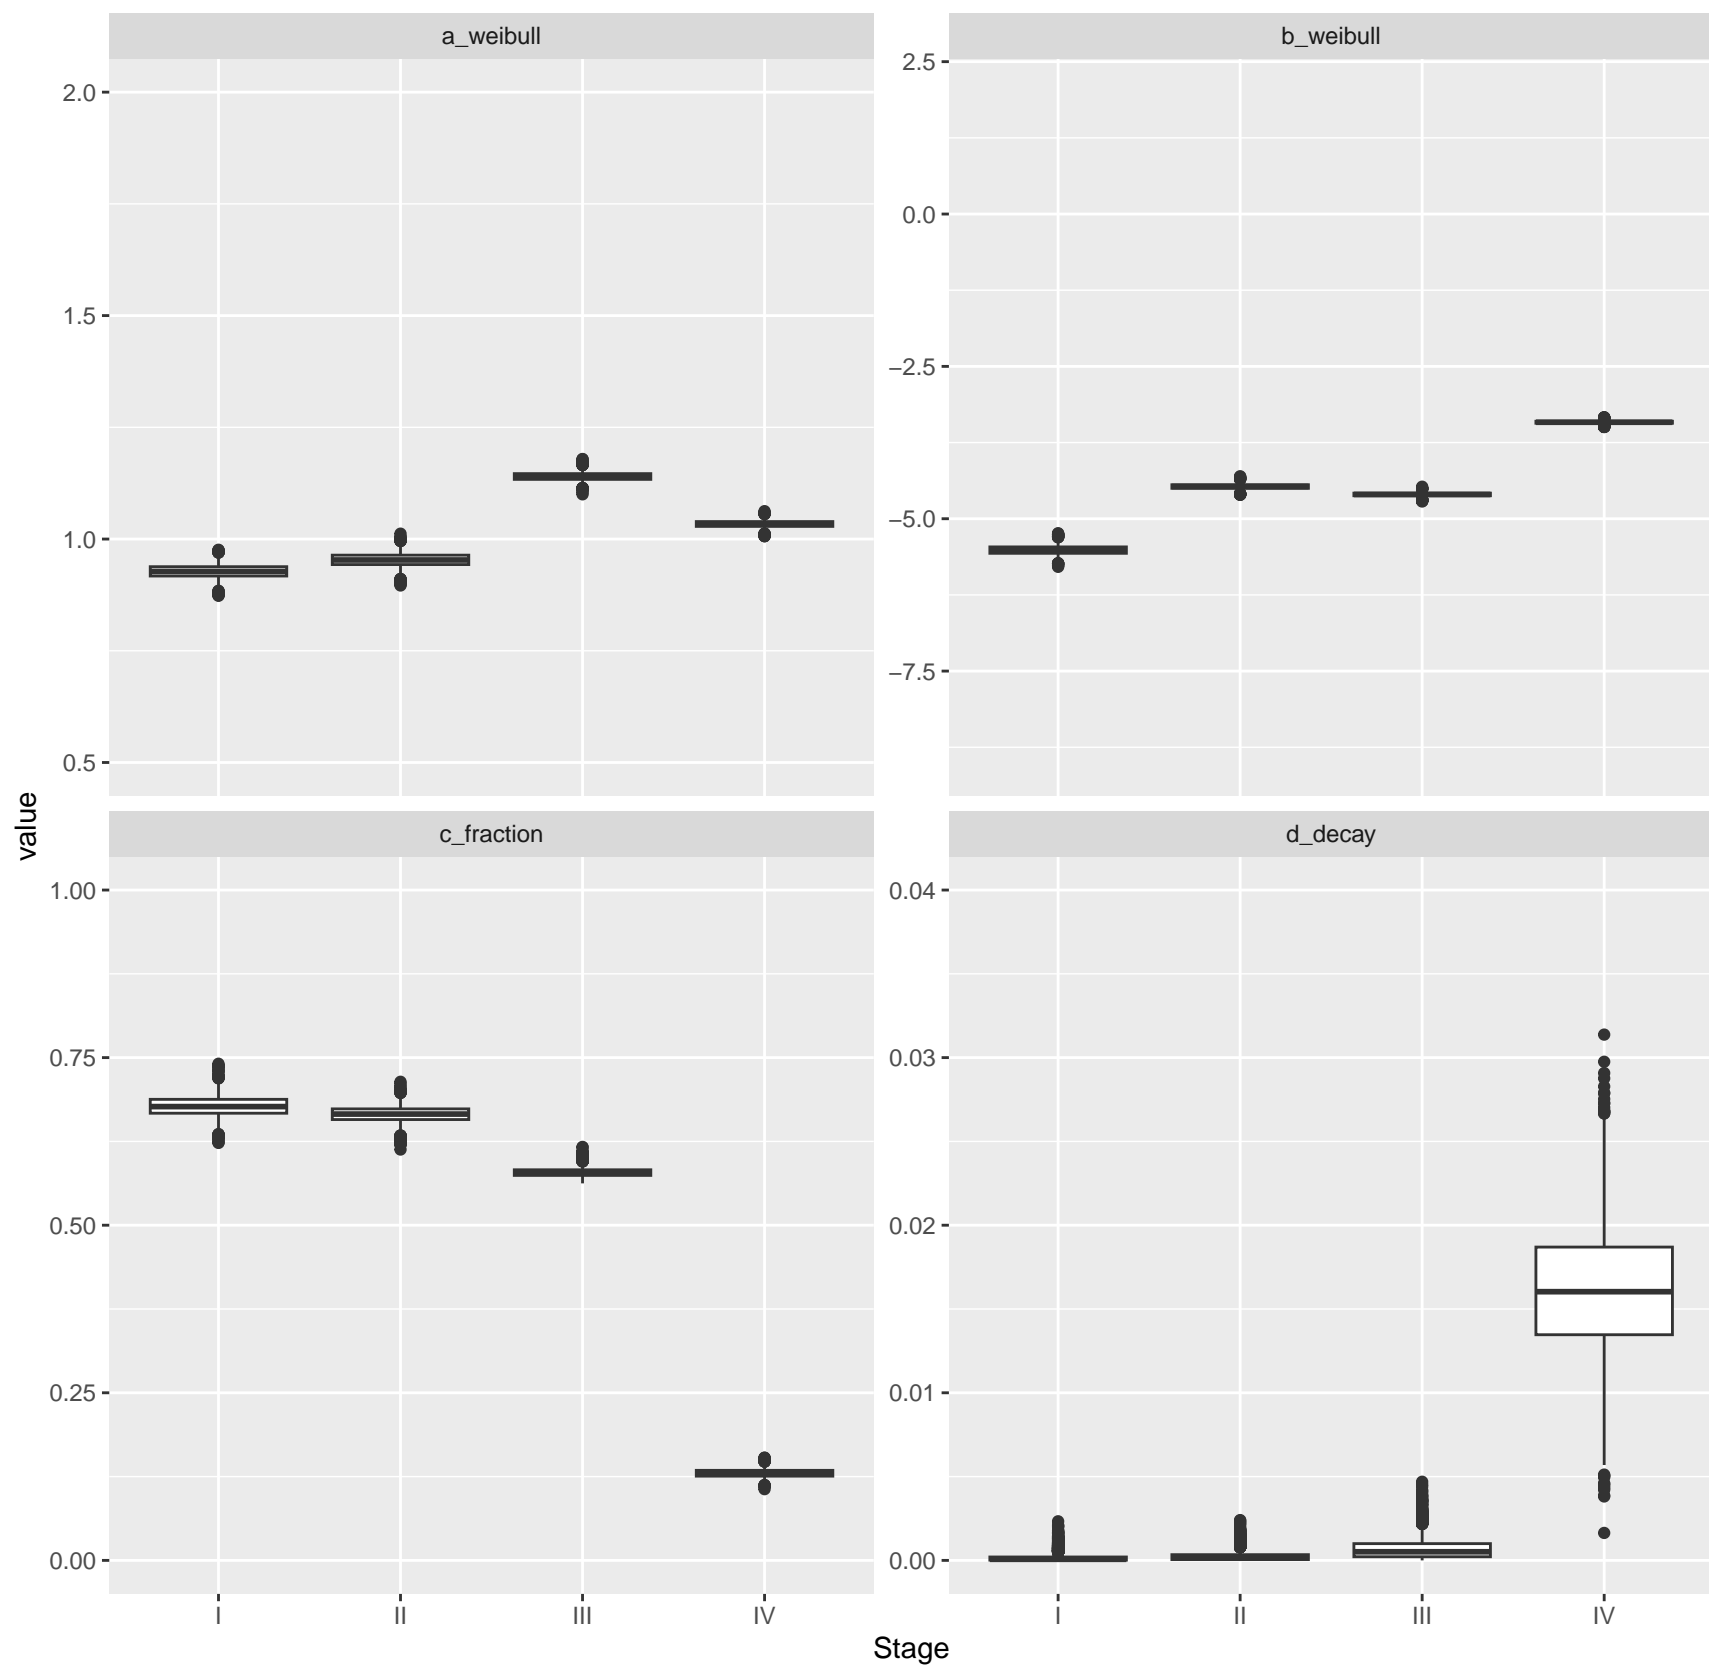 a_weibull
b_weibull
2.0
1.5
1.0
0.5
2.5
0.0
−2.5
−5.0
−7.5
value
c_fraction
d_decay
1.00
0.75
0.50
0.25
0.00
0.04
0.03
0.02
0.01
0.00
I II III IV
I II III IV
Stage